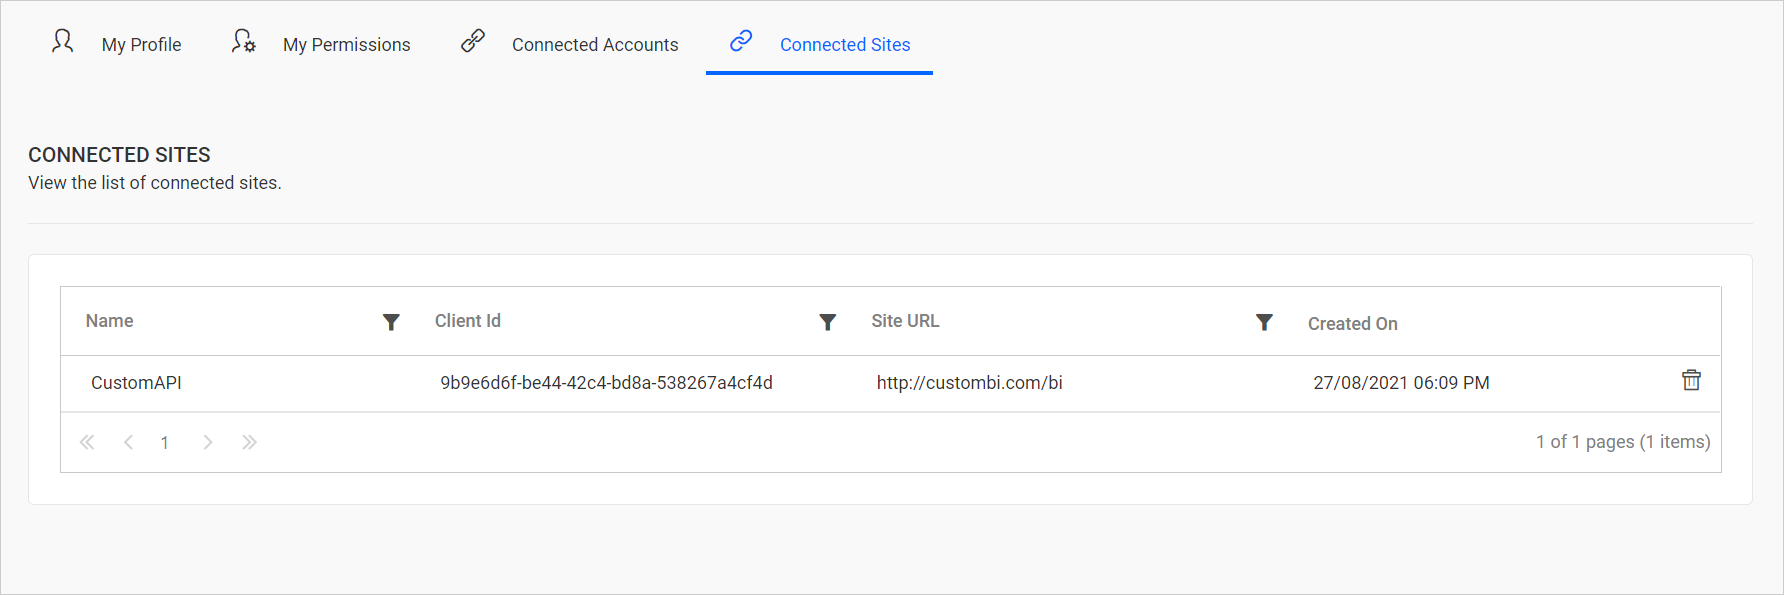 My Profile My Permissions Connected Accounts Connected Sites
CONNECTED SITES
View the list of connected sites.
Name Client Id Site URL Created On
CustomAPI 9b9e6d6f-be44-42c4-bd8a-538267a4cf4d http://custombi.com/bi 27/08/2021 06:09 PM
1 1 of 1 pages (1 items)